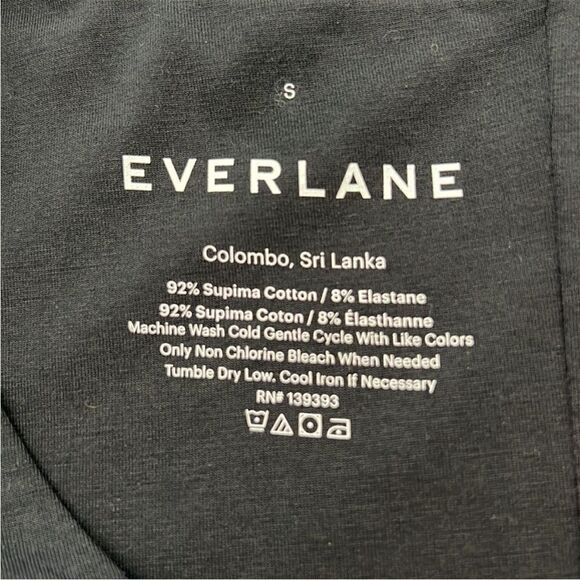 S
EVERLANE
Colombo, Sri Lanka
92% Supima Cotton / 8% Elastane
92% Supima Coton / 8% Élasthanne
Machine Wash Cold Gentle Cycle With Like Colors
Only Non Chlorine Bleach When Needed
Tumble Dry Low. Cool Iron If Necessary
RN# 139393